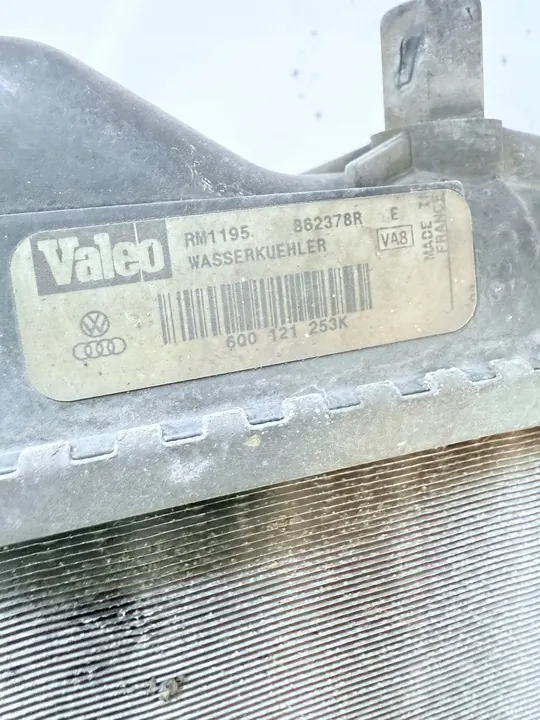 Valeo
RM1195. 862378R E
WASSERKUEHLER
VA8
MADE IN
FRANCE
6Q0 121 253K